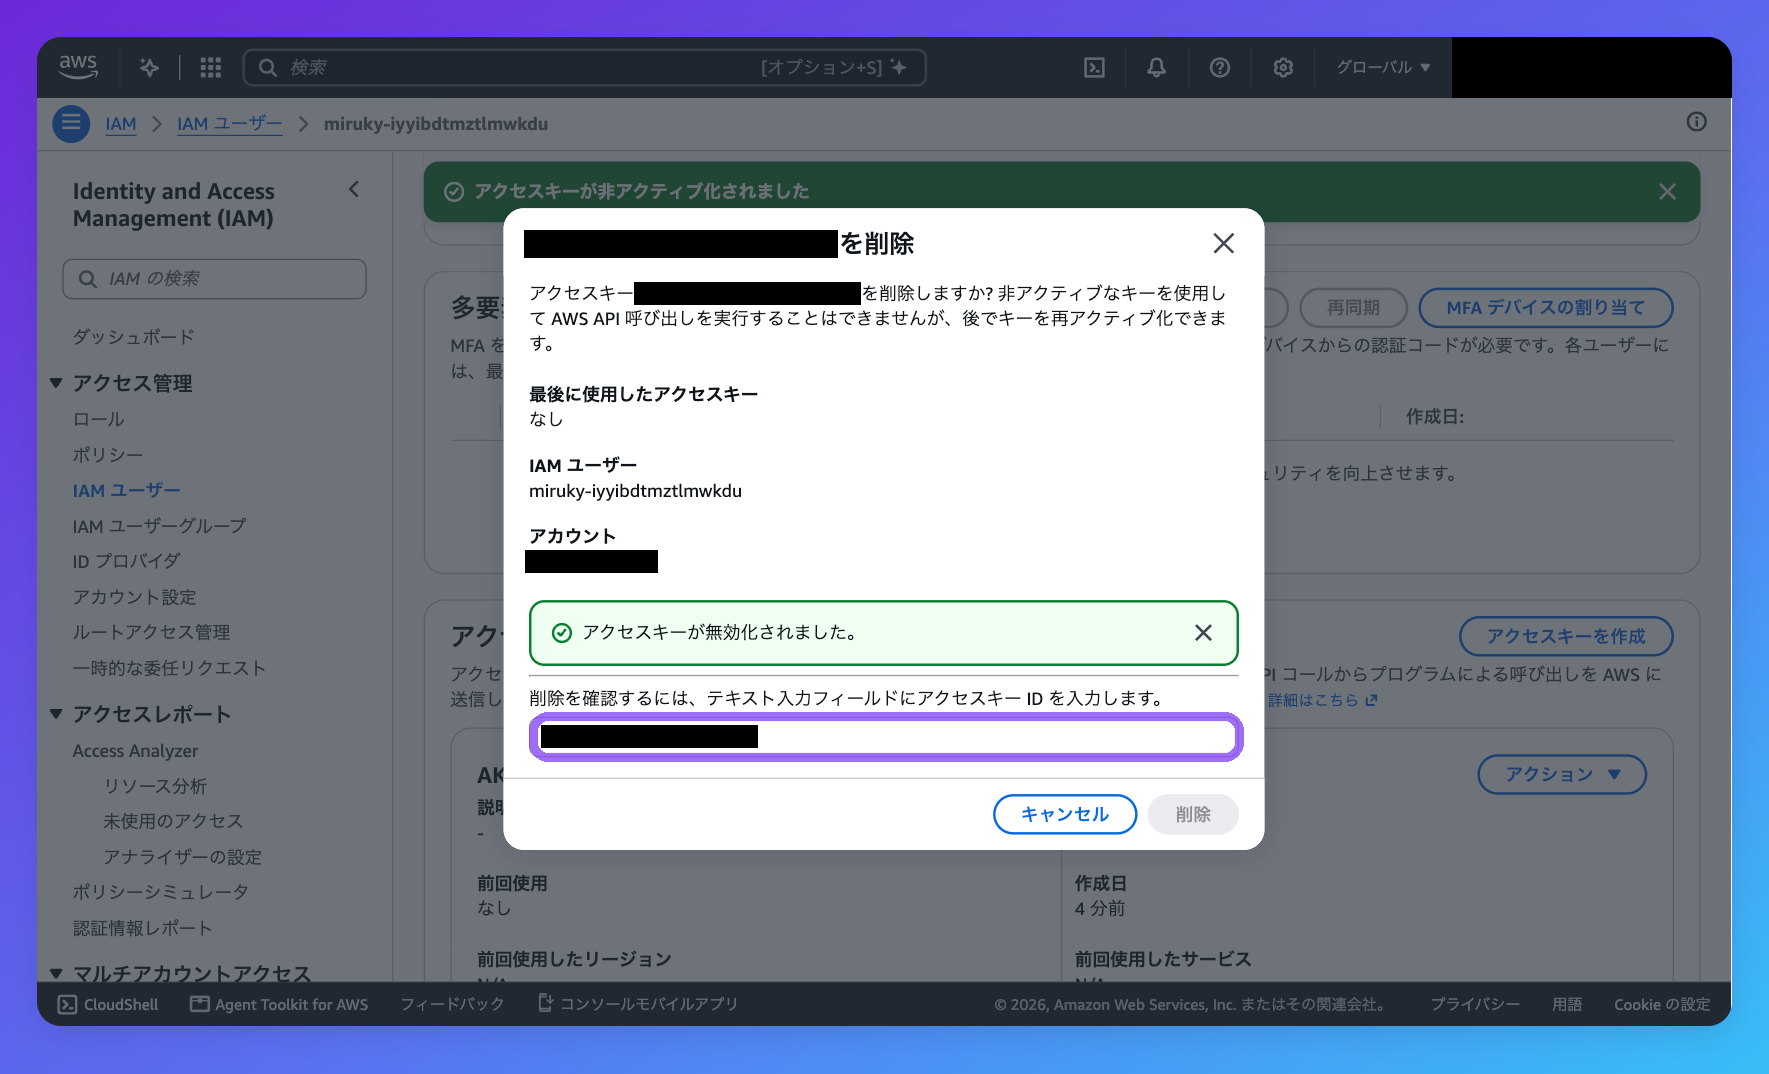 aws
検索
[オプション+S]
グローバル ▼
IAM > IAM ユーザー > miruky-iyyibdtmztlmwkdu
Identity and Access
Management (IAM)
IAM の検索
ダッシュボード
▼ アクセス管理
ロール
ポリシー
IAM ユーザー
IAM ユーザーグループ
ID プロバイダ
アカウント設定
ルートアクセス管理
一時的な委任リクエスト
▼ アクセスレポート
Access Analyzer
リソース分析
未使用のアクセス
アナライザーの設定
ポリシーシミュレータ
認証情報レポート
▼ マルチアカウントアクセス
アクセスキーが非アクティブ化されました
多要
再同期
MFA デバイスの割り当て
MFA を
バイスからの認証コードが必要です。各ユーザーに
は、最
作成日:
ュリティを向上させます。
アク
アクセスキーを作成
アクセ
PI コールからプログラムによる呼び出しを AWS に
送信し
詳細はこちら
AK
アクション ▼
説明
-
前回使用
なし
作成日
4 分前
前回使用したリージョン
前回使用したサービス
を削除
アクセスキー
を削除しますか? 非アクティブなキーを使用し
て AWS API 呼び出しを実行することはできませんが、後でキーを再アクティブ化できま
す。
最後に使用したアクセスキー
なし
IAM ユーザー
miruky-iyyibdtmztlmwkdu
アカウント
アクセスキーが無効化されました。
削除を確認するには、テキスト入力フィールドにアクセスキー ID を入力します。
キャンセル
削除
CloudShell
Agent Toolkit for AWS
フィードバック
コンソールモバイルアプリ
© 2026, Amazon Web Services, Inc. またはその関連会社。
プライバシー
用語
Cookie の設定